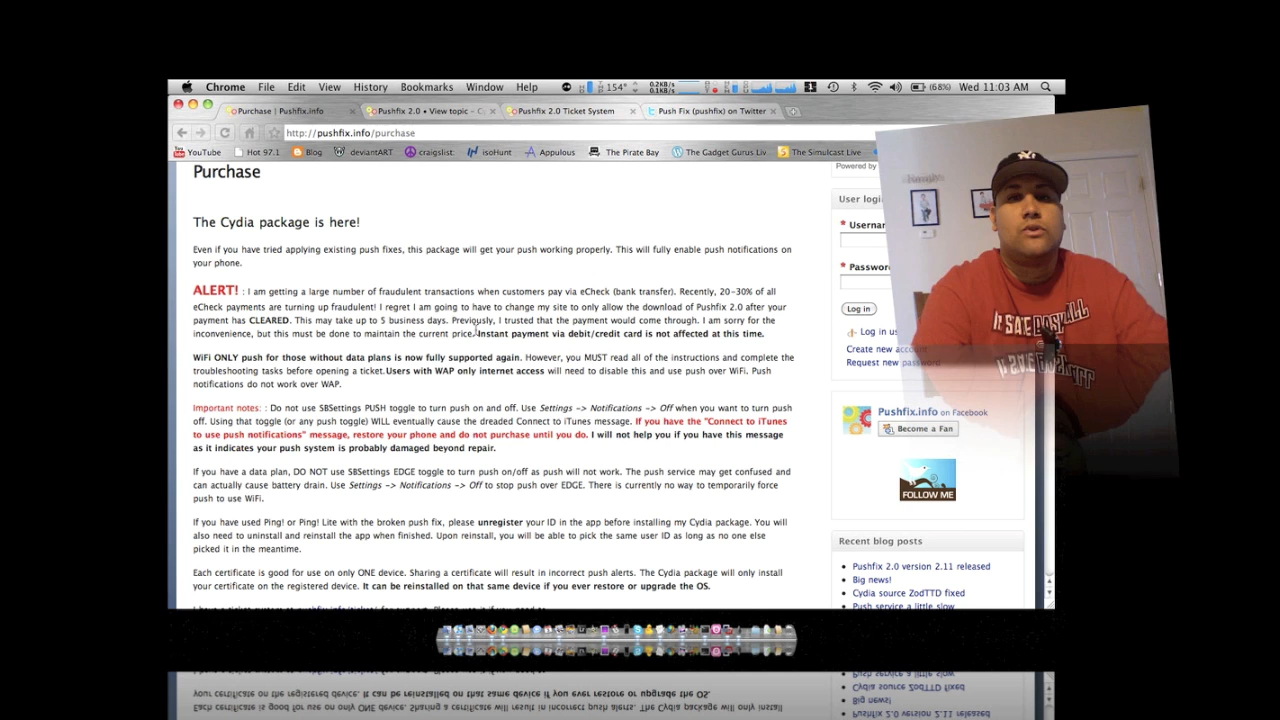 Chrome File Edit View History Bookmarks Window Help 154° 0.2KB/s 0.1KB/s (68%) Wed 11:03 AM
Purchase | Pushfix.info Pushfix 2.0 • View topic - Pushfix 2.0 Ticket System Push Fix (pushfix) on Twitter
http://pushfix.info/purchase
YouTube Hot 97.1 Blog deviantART craigslist: isoHunt Appulous The Pirate Bay The Gadget Gurus Liv The Simulcast Live
Purchase
Powered by
The Cydia package is here!
Even if you have tried applying existing push fixes, this package will get your push working properly. This will fully enable push notifications on
your phone.
ALERT! : I am getting a large number of fraudulent transactions when customers pay via eCheck (bank transfer). Recently, 20-30% of all
eCheck payments are turning up fraudulent! I regret I am going to have to change my site to only allow the download of Pushfix 2.0 after your
payment has CLEARED. This may take up to 5 business days. Previously, I trusted that the payment would come through. I am sorry for the
inconvenience, but this must be done to maintain the current price. Instant payment via debit/credit card is not affected at this time.
WiFi ONLY push for those without data plans is now fully supported again. However, you MUST read all of the instructions and complete the
troubleshooting tasks before opening a ticket.Users with WAP only internet access will need to disable this and use push over WiFi. Push
notifications do not work over WAP.
Important notes: : Do not use SBSettings PUSH toggle to turn push on and off. Use Settings -> Notifications -> Off when you want to turn push
off. Using that toggle (or any push toggle) WILL eventually cause the dreaded Connect to iTunes message. If you have the "Connect to iTunes
to use push notifications" message, restore your phone and do not purchase until you do. I will not help you if you have this message
as it indicates your push system is probably damaged beyond repair.
If you have a data plan, DO NOT use SBSettings EDGE toggle to turn push on/off as push will not work. The push service may get confused and
can actually cause battery drain. Use Settings -> Notifications -> Off to stop push over EDGE. There is currently no way to temporarily force
push to use WiFi.
If you have used Ping! or Ping! Lite with the broken push fix, please unregister your ID in the app before installing my Cydia package. You will
also need to uninstall and reinstall the app when finished. Upon reinstall, you will be able to pick the same user ID as long as no one else
picked it in the meantime.
Each certificate is good for use on only ONE device. Sharing a certificate will result in incorrect push alerts. The Cydia package will only install
your certificate on the registered device. It can be reinstalled on that same device if you ever restore or upgrade the OS.
User login
Username
Password
Log in
Log in us
Create new account
Request new password
Pushfix.info on Facebook
Become a Fan
FOLLOW ME
Recent blog posts
Pushfix 2.0 version 2.11 released
Big news!
Cydia source ZodTTD fixed
Push service a little slow